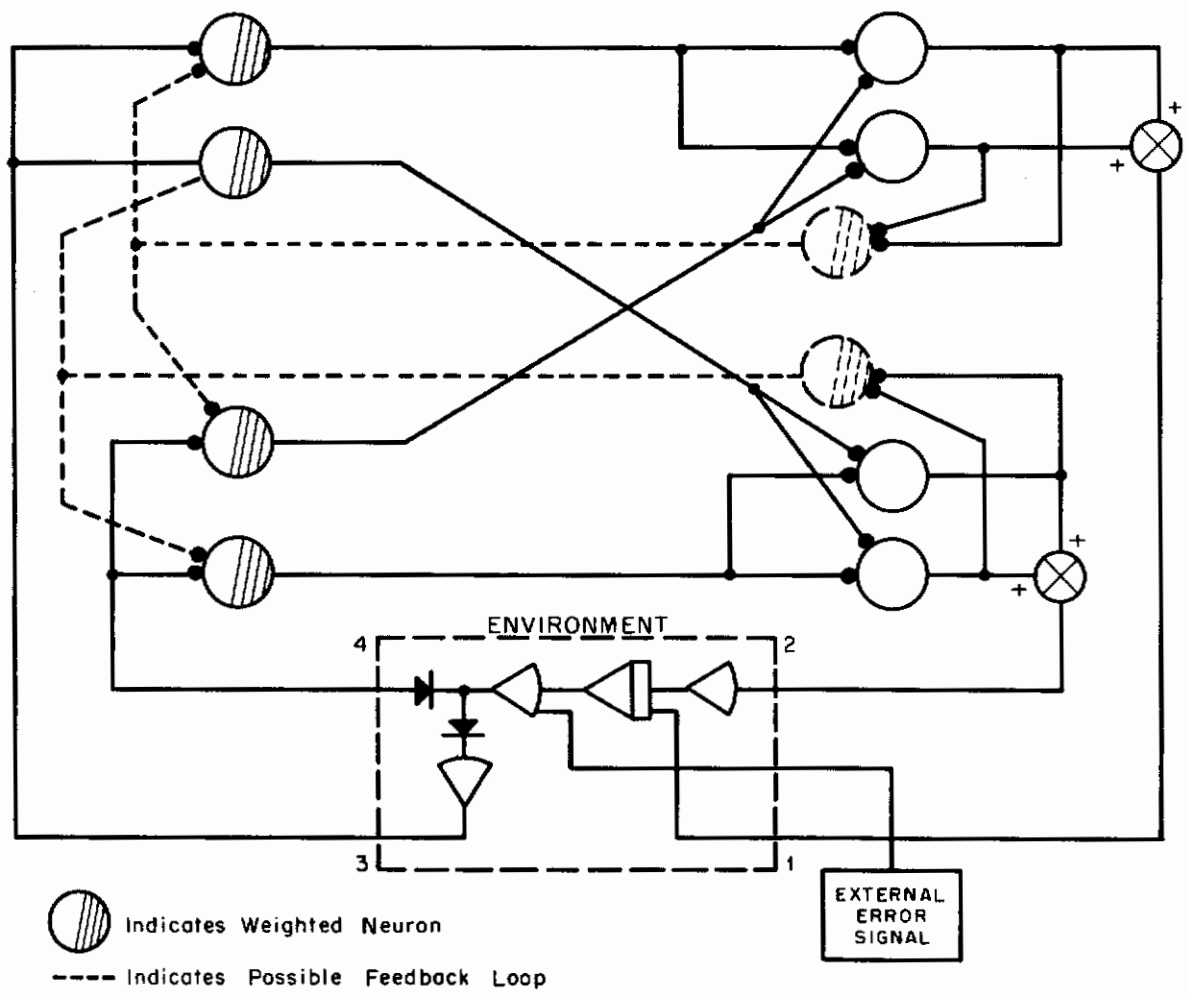 +
+
+
+
ENVIRONMENT
4
2
3
1
EXTERNAL
ERROR
SIGNAL
Indicates Weighted Neuron
Indicates Possible Feedback Loop